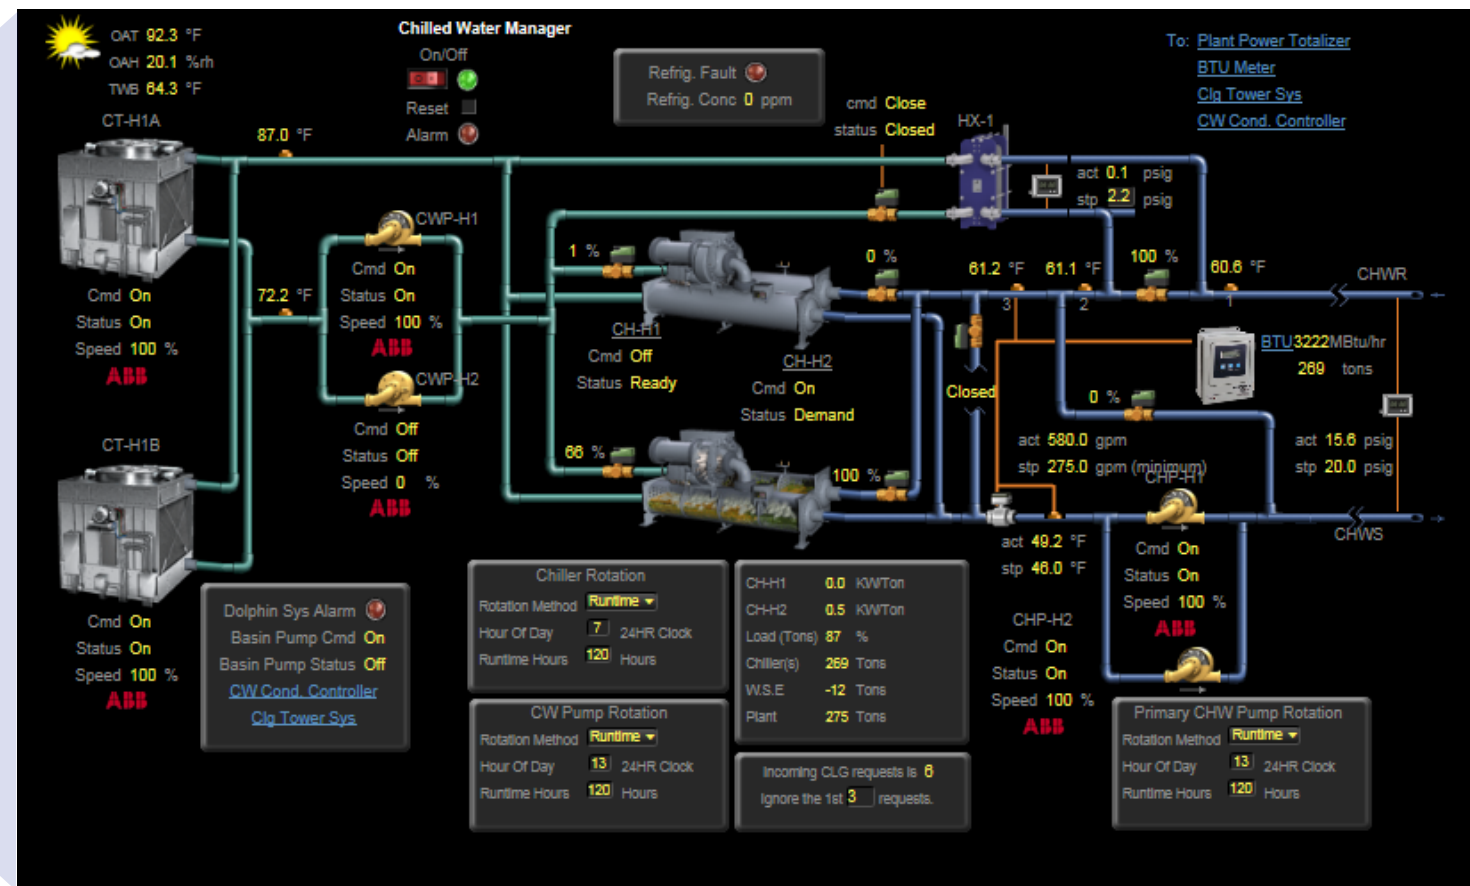 Chilled Water Manager
On/Off
Reset
Alarm
OAT 92.3 °F
OAH 20.1 %rh
TWB 64.3 °F
Refrig. Fault
Refrig. Conc 0 ppm
To: Plant Power Totalizer
BTU Meter
Clg Tower Sys
CW Cond. Controller
CT-H1A
87.0 °F
cmd Close
status Closed
HX-1
act 0.1 psig
stp 2.2 psig
CWP-H1
Cmd On
Status On
Speed 100 %
ABB
72.2 °F
Cmd On
Status On
Speed 100 %
ABB
1 %
0 %
61.2 °F
61.1 °F
100 %
60.6 °F
CHWR
3
2
1
CH-H1
Cmd Off
Status Ready
CH-H2
Cmd On
Status Demand
BTU 3222 MBtu/hr
269 tons
Closed
0 %
CWP-H2
Cmd Off
Status Off
Speed 0 %
ABB
CT-H1B
66 %
100 %
act 580.0 gpm
stp 275.0 gpm (minimum)
act 15.6 psig
stp 20.0 psig
CHP-H1
Cmd On
Status On
Speed 100 %
ABB
CHWS
act 49.2 °F
stp 46.0 °F
CHP-H2
Cmd On
Status On
Speed 100 %
ABB
Cmd On
Status On
Speed 100 %
ABB
Dolphin Sys Alarm
Basin Pump Cmd On
Basin Pump Status Off
CW Cond. Controller
Clg Tower Sys
Chiller Rotation
Rotation Method Runtime
Hour Of Day 7 24HR Clock
Runtime Hours 120 Hours
CW Pump Rotation
Rotation Method Runtime
Hour Of Day 13 24HR Clock
Runtime Hours 120 Hours
CH-H1 0.0 KW/Ton
CH-H2 0.5 KW/Ton
Load (Tons) 87 %
Chiller(s) 269 Tons
W.S.E -12 Tons
Plant 275 Tons
Incoming CLG requests is 6
Ignore the 1st 3 requests.
Primary CHW Pump Rotation
Rotation Method Runtime
Hour Of Day 13 24HR Clock
Runtime Hours 120 Hours